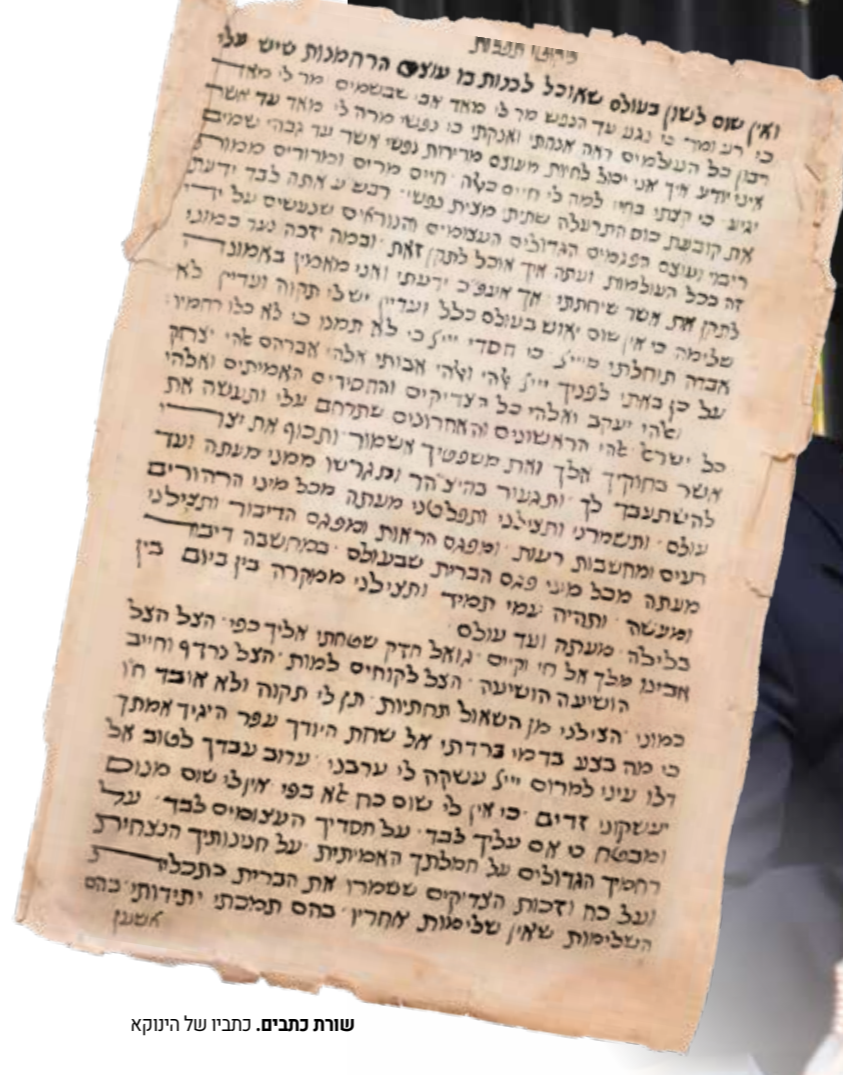 ליקוטי תפילות
ואין שום לשון בעולם שאוכל לכנות בו עוצם הרחמנות שיש עלי
כי רע ומר כי נגע עד הנפש מר לי מאד אבי שבשמים מר לי מאד
רבון כל העולמים ראה אנחתי ואנקתי כי נפשי מרה לי מאד עד אשר
איני יודע איך אני יכול לחיות מעוצם מרירות נפשי אשר עד גבהי שמים
יגיע כי קצתי בחיי למה לי חיים כאלה חיים מרים ומרורים ממות
את קובעת כוס התרעלה שתית מצית נפשי רבש״ע אתה לבד ידעת
ריבוי ועוצם הפגמים הגדולים העצומים והנוראים שנעשים על ידי
זה בכל העולמות ועתה איך אוכל לתקן זאת ובמה יזכה נער כמוני
לתקן את אשר שיחתתי אך אעפ״כ ידעתי ואני מאמין באמונה
שלימה כי אין שום יאוש בעולם כלל ועדיין יש לי תקוה ועדיין לא
אבדה תוחלתי מיי״ל כי חסדי יי״ל כי לא תמנו כי לא כלו רחמיו
על כן באתי לפניך יי״ל אלהי ואלהי אבותי אלהי אברהם אלהי יצחק
ואלהי יעקב ואלהי כל הצדיקים והחסידים האמיתים ואלהי
כל ישראל אלהי הראשונים והאחרונים שתרחם עלי ותעשה את
אשר בחוקיך אלך ואת משפטיך אשמור ותכוף את יצרי
להשתעבד לך ותגעור בהיצה״ר ותגרשו ממני מעתה ועד
עולם ותשמרני ותצילני ותפלטני מעתה מכל מיני הרהורים
רעים ומחשבות רעות ומפגם הראות ומפגם הדיבור ותצילני
מעתה מכל מיני פגם הברית שבעולם במחשבה דיבור
ומעשה ותהיה עמי תמיד ותצילני ממקרה בין ביום בין
בלילה מעתה ועד עולם
אבינו מלך אל חי וקיים גואל חזק שטחתי אליך כפי הצל הצל
הושיעה הושיעה הצל לקוחים למות הצל נרדף וחייב
כמוני הצילני מן השאול תחתיות תן לי תקוה ולא אובד ח״ו
כי מה בצע בדמי ברדתי אל שחת היודך עפר היגיד אמתך
דלו עיני למרום יי״ל עשקה לי ערבני ערוב עבדך לטוב אל
יעשקוני זדים כי אין לי שום כח לא בפי אין לי שום מנוס
ומבטח כי אם עליך לבד על חסדיך העצומים לבד על
רחמיך הגדולים על חמלתך האמיתית על חנינותיך הנצחיות
ועל כח וזכות הצדיקים ששמרו את הברית בתכלית
השלימות שאין שלימות אחריו בהם תמכתי יתידותי בהם
אשען
שורת כתבים. כתביו של הינוקא